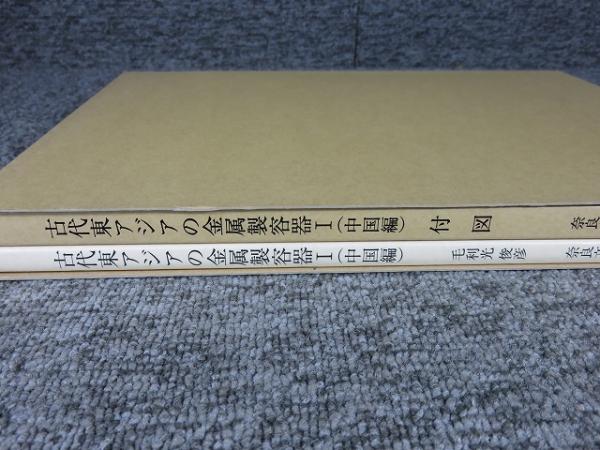 古代東アジアの金属製容器Ⅰ(中国編) 付図 奈良
古代東アジアの金属製容器Ⅰ(中国編) 毛利光俊彦 奈良